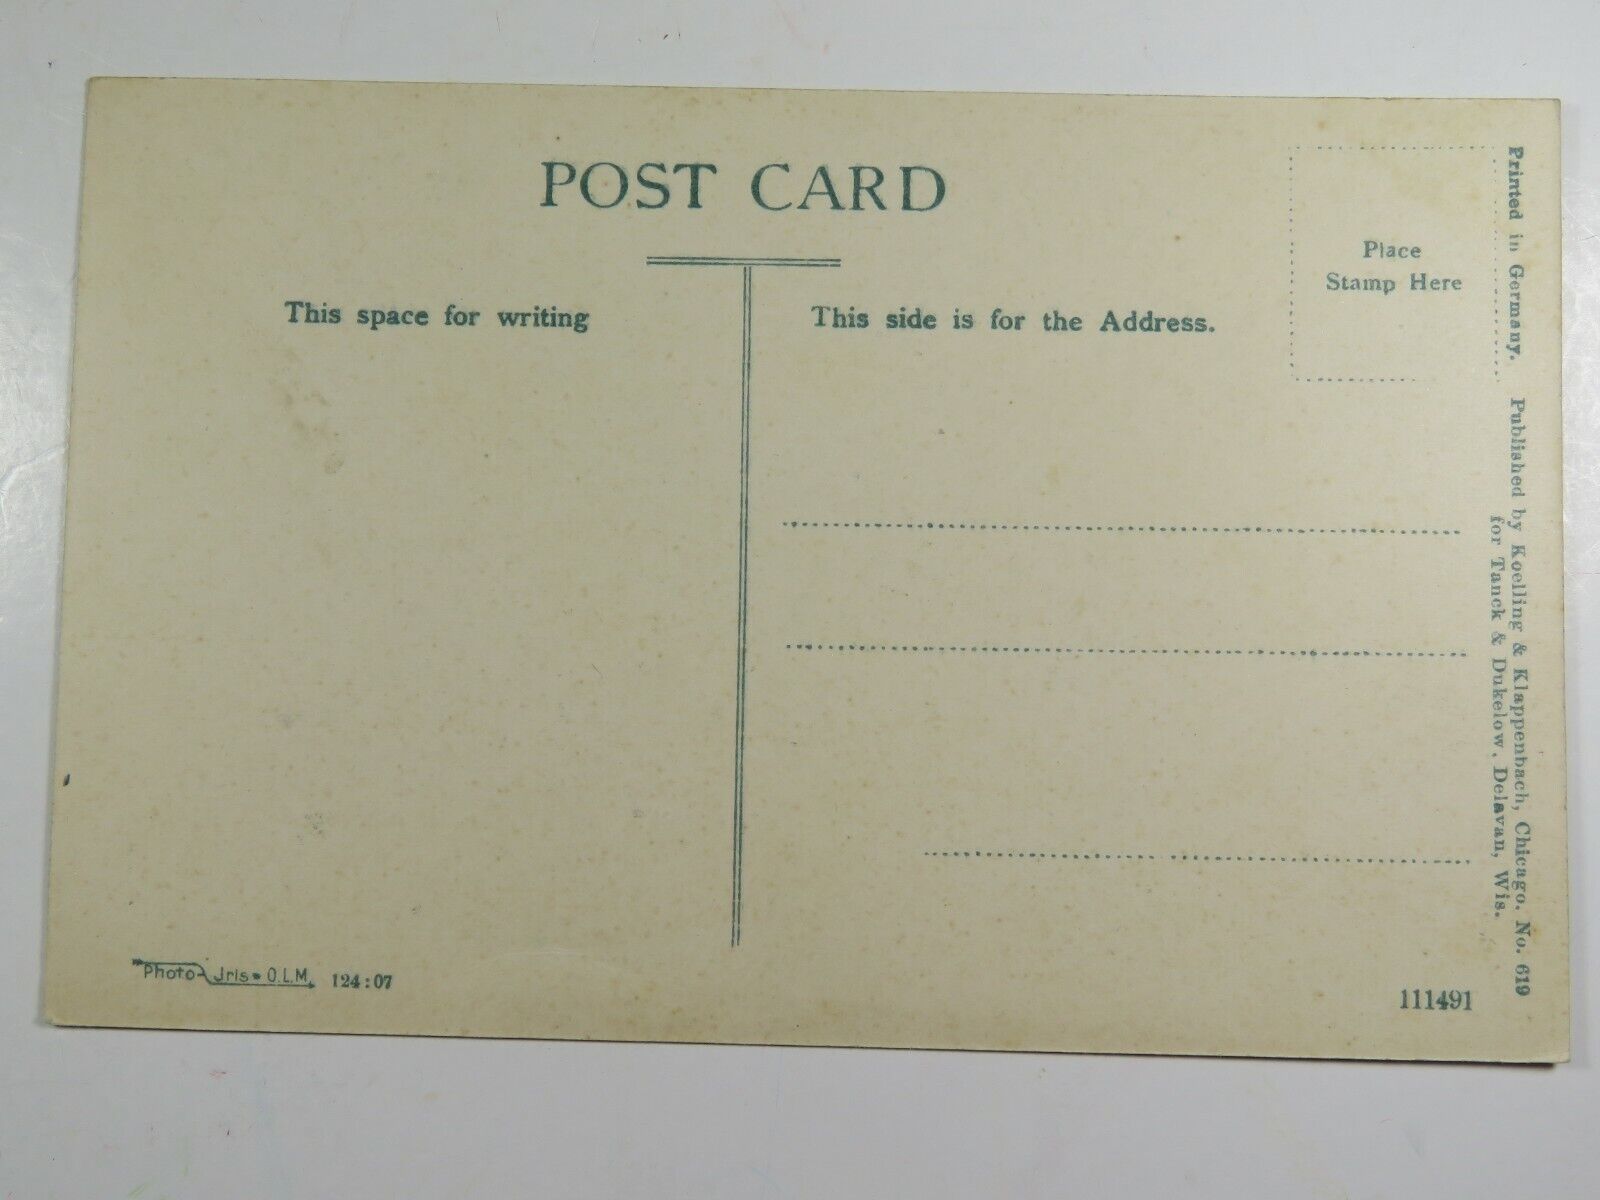 POST CARD
This space for writing
This side is for the Address.
Place
Stamp Here
Printed in Germany. Published by Koelling & Klappenbach, Chicago. No. 619
for Tanck & Dukelow, Delavan, Wis.
Photo-Jris-O.L.M. 124:07
111491